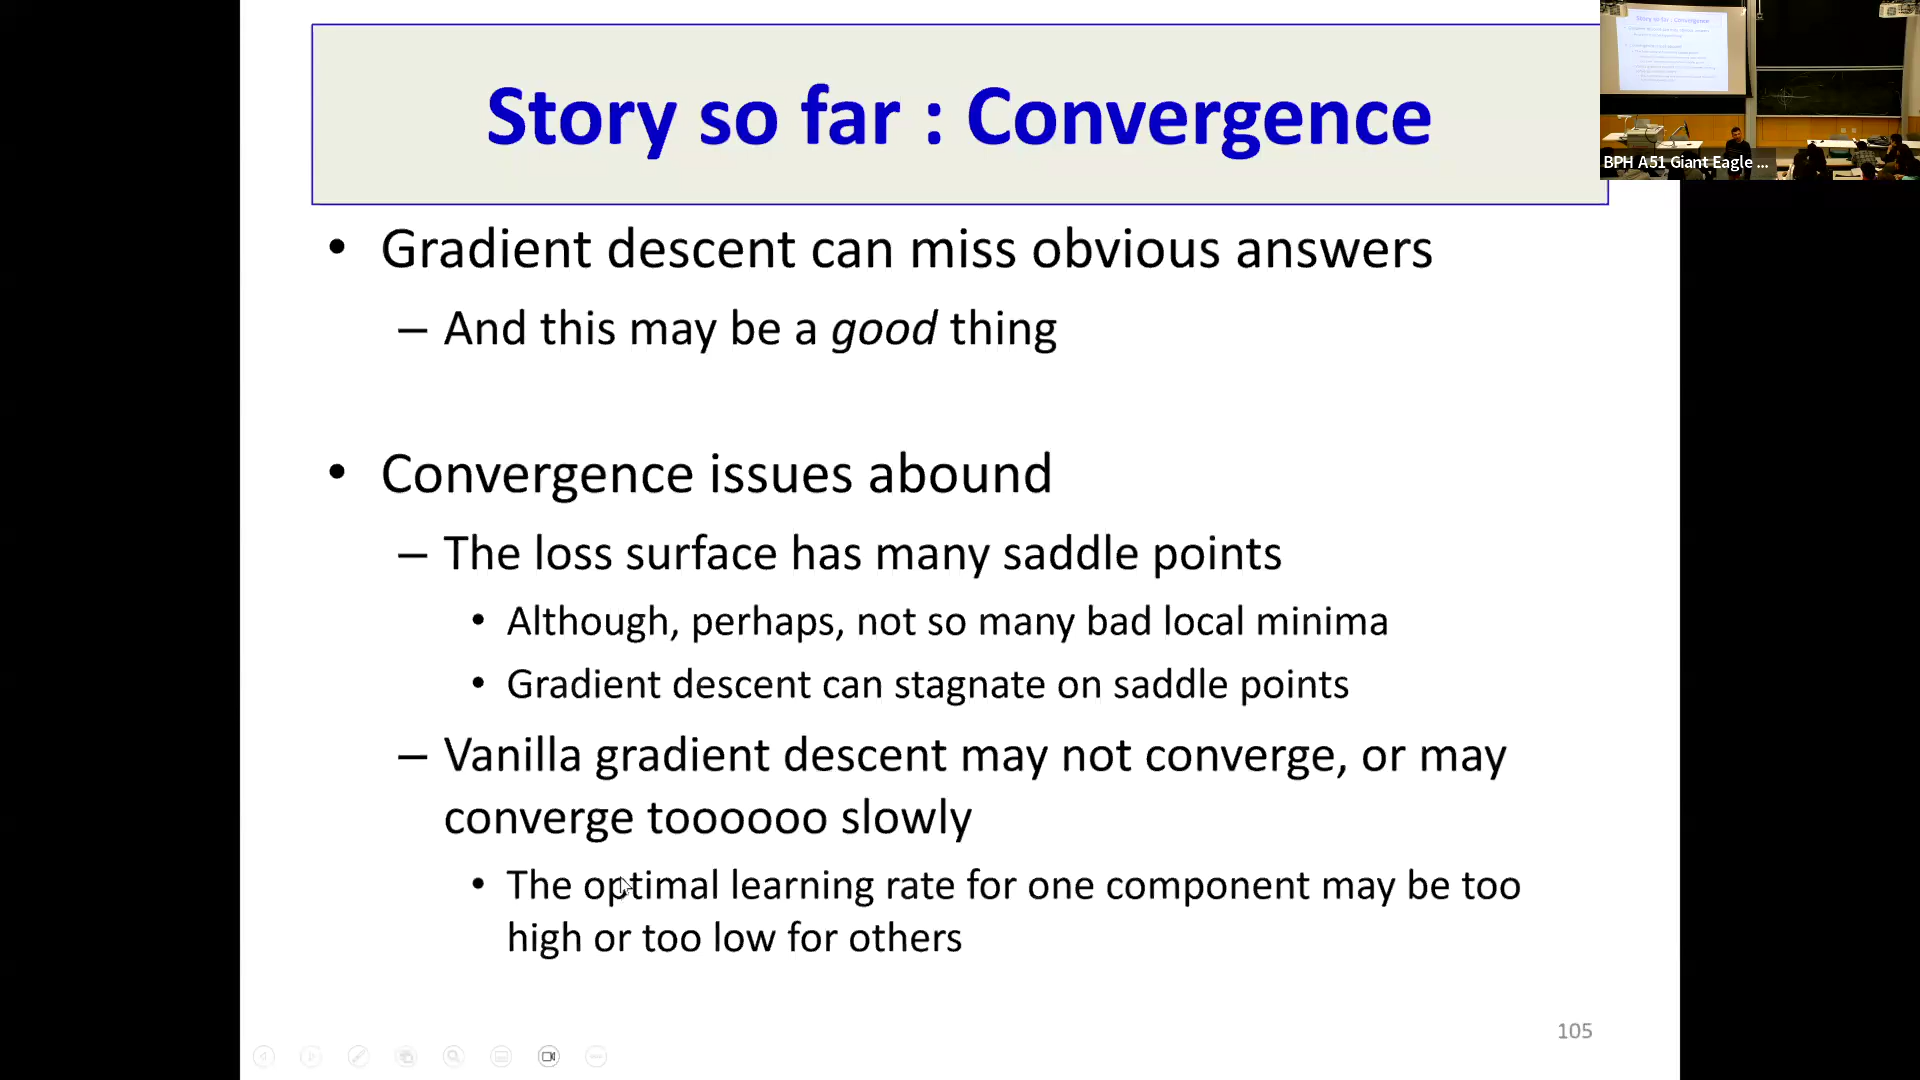 Story so far : Convergence
BPH A51 Giant Eagle ...
• Gradient descent can miss obvious answers
– And this may be a good thing
• Convergence issues abound
– The loss surface has many saddle points
• Although, perhaps, not so many bad local minima
• Gradient descent can stagnate on saddle points
– Vanilla gradient descent may not converge, or may
converge toooooo slowly
• The optimal learning rate for one component may be too
high or too low for others
105